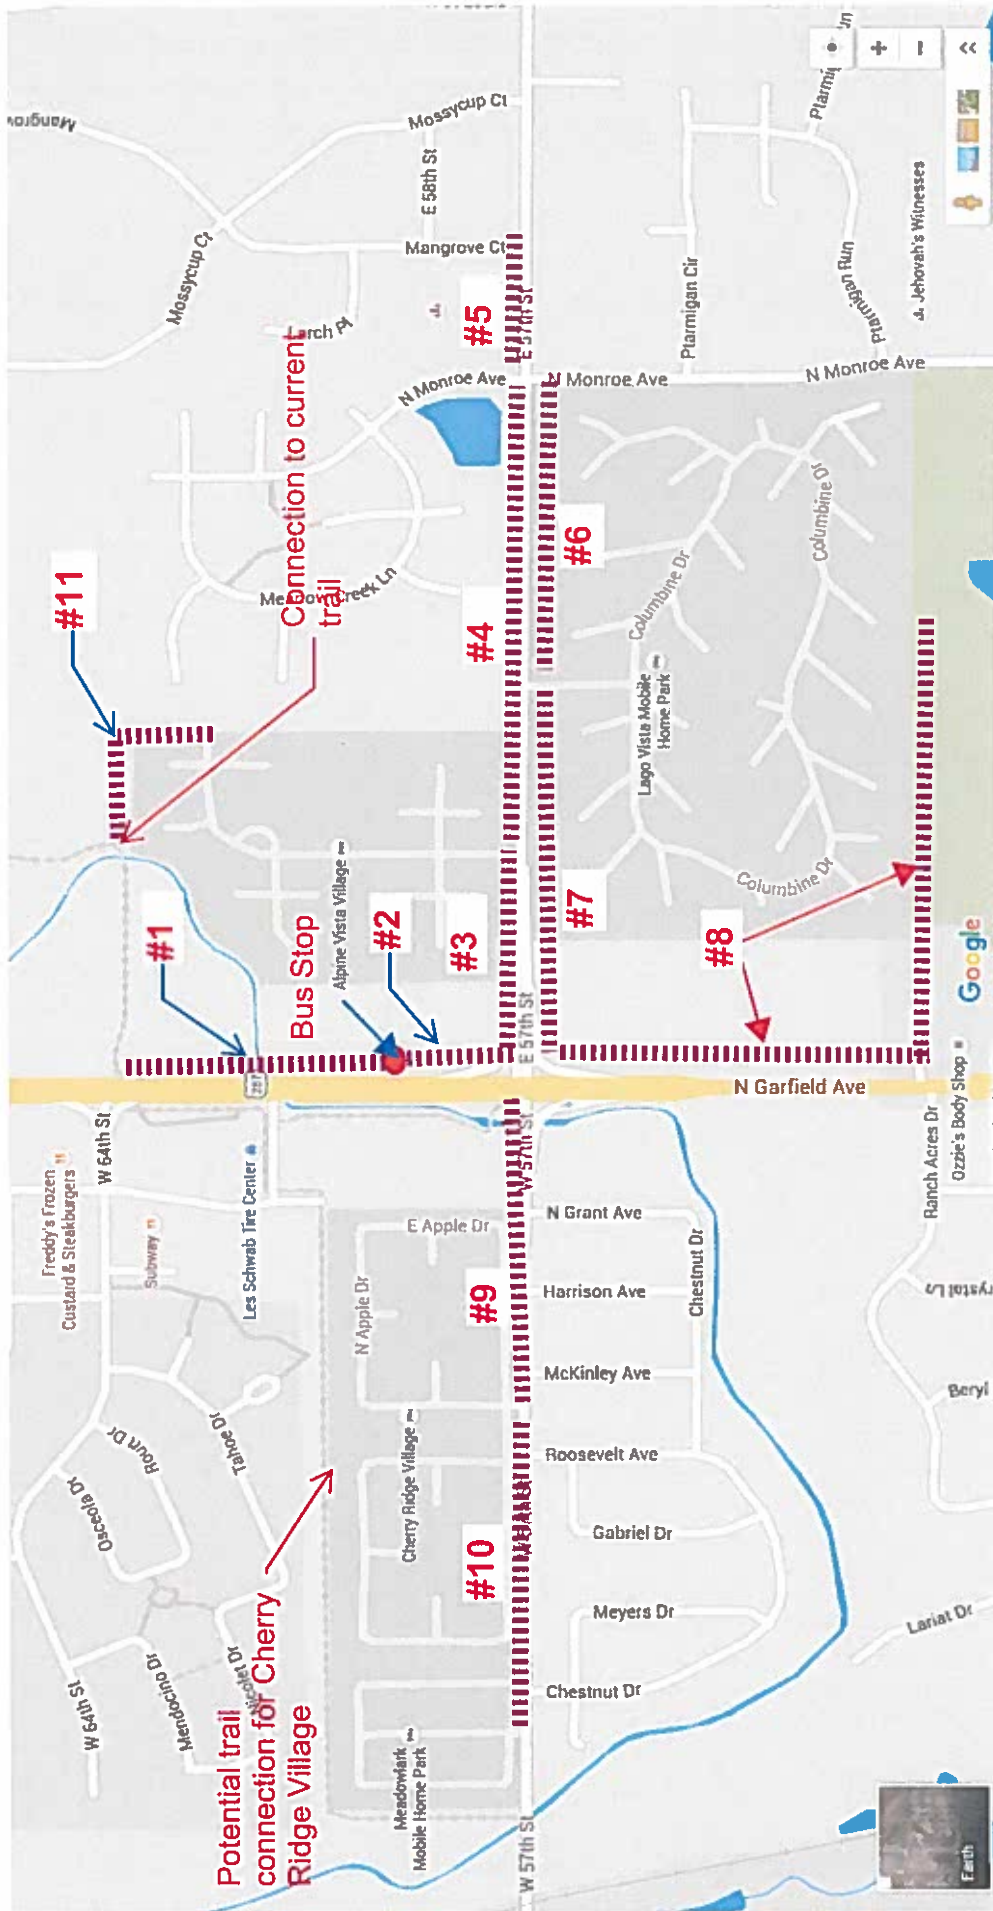 Freddy's Frozen
Custard & Steakburgers
W 64th St
Subway
Les Schwab Tire Center
287
Osceola Dr
Routt Dr
Tahoe Dr
W 64th St
Mendocino Dr
Nicolet Dr
Potential trail
connection for Cherry
Ridge Village
Meadowlark
Mobile Home Park
Cherry Ridge Village
N Apple Dr
E Apple Dr
#10
#9
W 57th St
W 57th St
#1
Bus Stop
Alpine Vista Village
#2
#3
#11
Connection to current
trail
Meadow Creek Ln
#4
N Monroe Ave
Mossycup Ct
Larch Pl
Mangrove Ct
E 58th St
Mossycup Ct
#5
E 57th St
E 57th St
N Garfield Ave
N Grant Ave
Harrison Ave
McKinley Ave
Roosevelt Ave
Gabriel Dr
Meyers Dr
Chestnut Dr
Chestnut Dr
Lariat Dr
Beryl
Ranch Acres Dr
Ozzie's Body Shop
#7
#6
#8
Lago Vista Mobile
Home Park
Columbine Dr
Columbine Dr
Columbine Dr
N Monroe Ave
N Monroe Ave
Ptarmigan Cir
Ptarmigan Run
Ptarmigan Run
Jehovah's Witnesses
Google
Earth
+
−